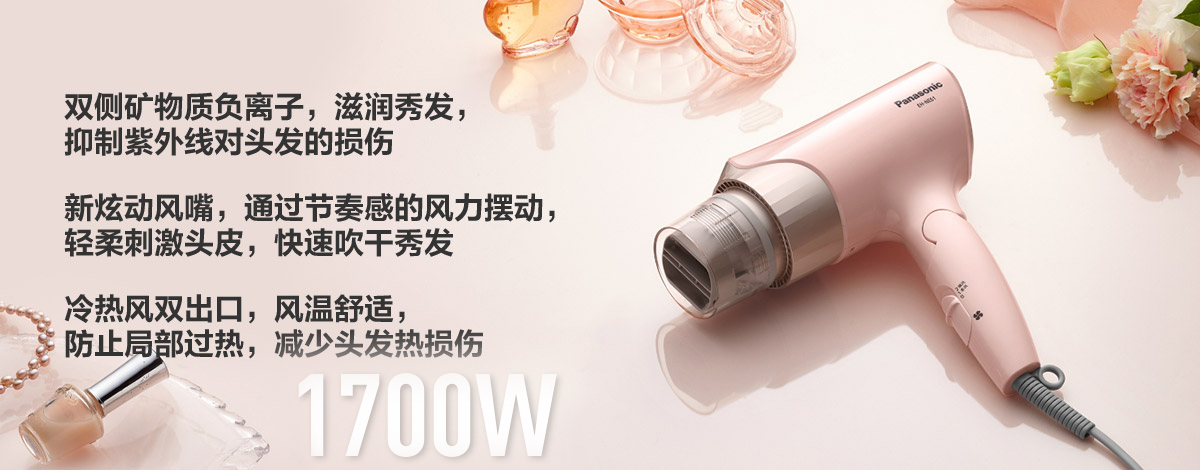 双侧矿物质负离子，滋润秀发，
抑制紫外线对头发的损伤
新炫动风嘴，通过节奏感的风力摆动，
轻柔刺激头皮，快速吹干秀发
冷热风双出口，风温舒适，
防止局部过热，减少头发热损伤
1700W
Panasonic